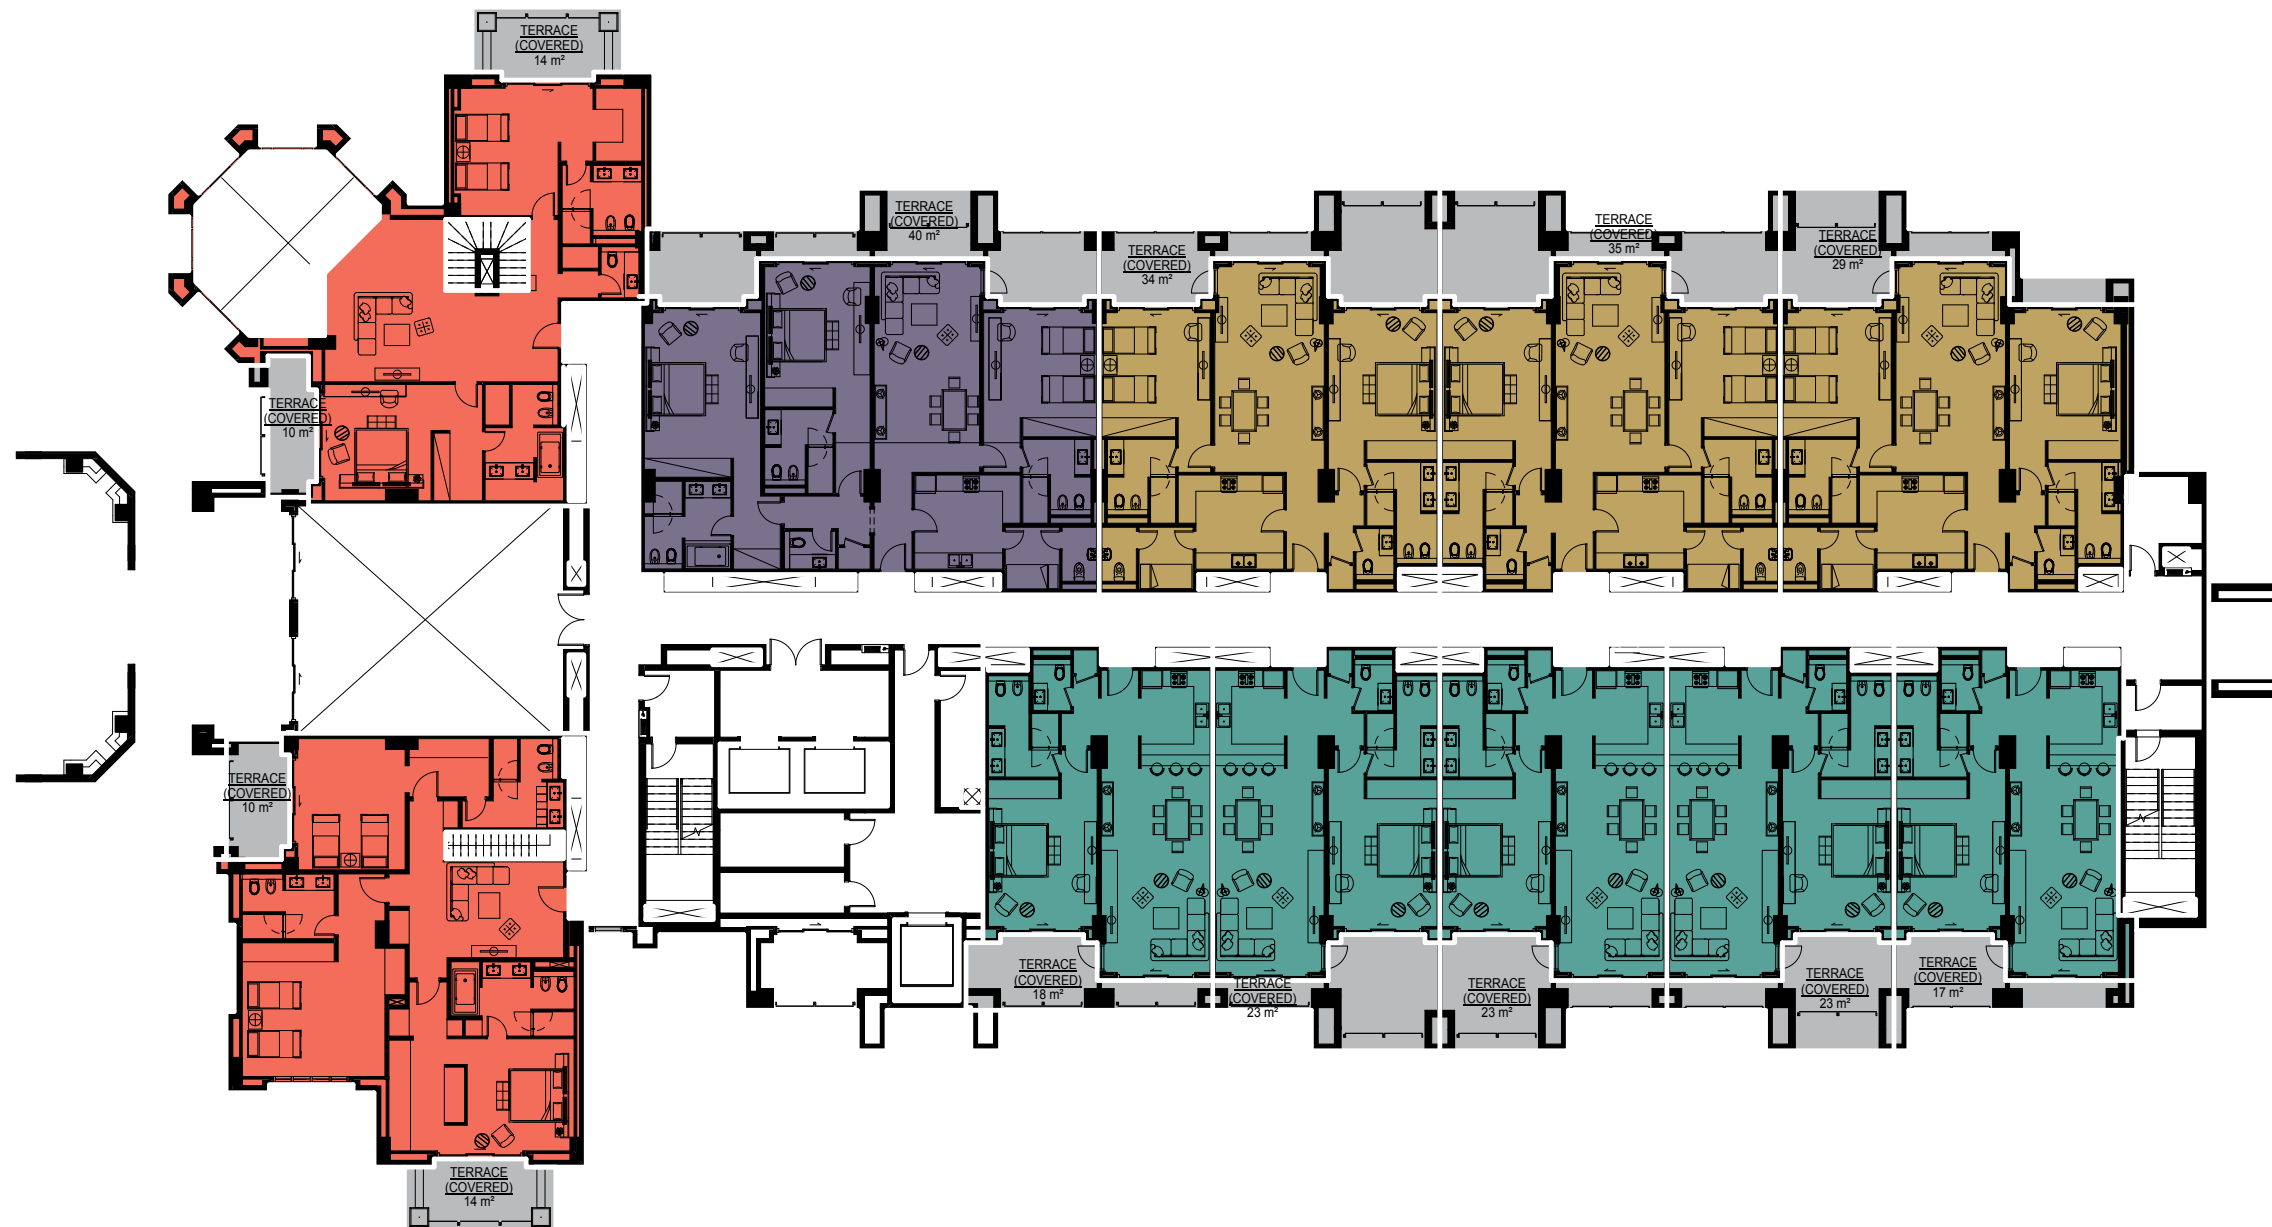 TERRACE
(COVERED)
14 m²
TERRACE
(COVERED)
40 m²
TERRACE
(COVERED)
34 m²
TERRACE
(COVERED)
35 m²
TERRACE
(COVERED)
29 m²
TERRACE
(COVERED)
10 m²
TERRACE
(COVERED)
10 m²
TERRACE
(COVERED)
18 m²
TERRACE
(COVERED)
23 m²
TERRACE
(COVERED)
23 m²
TERRACE
(COVERED)
23 m²
TERRACE
(COVERED)
17 m²
TERRACE
(COVERED)
14 m²